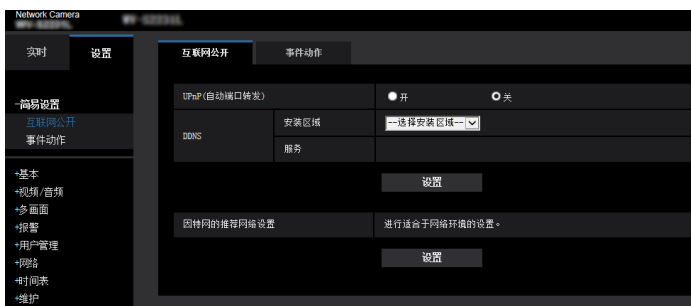 Network Camera
实时
设置
互联网公开
事件动作
-简易设置
互联网公开
事件动作
+基本
+视频/音频
+多画面
+报警
+用户管理
+网络
+时间表
+维护
UPnP(自动端口转发)
开
关
DDNS
安装区域
--选择安装区域--
服务
设置
因特网的推荐网络设置
进行适合于网络环境的设置。
设置